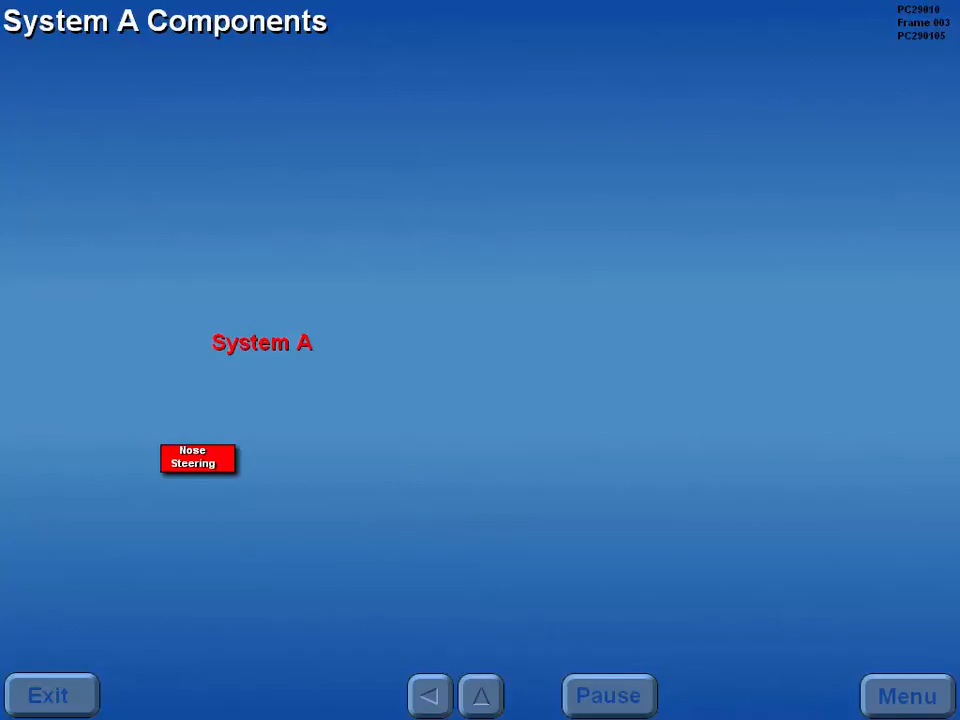 System A Components
PC29010
Frame 003
PC290105
System A
Nose
Steering
Exit
Pause
Menu